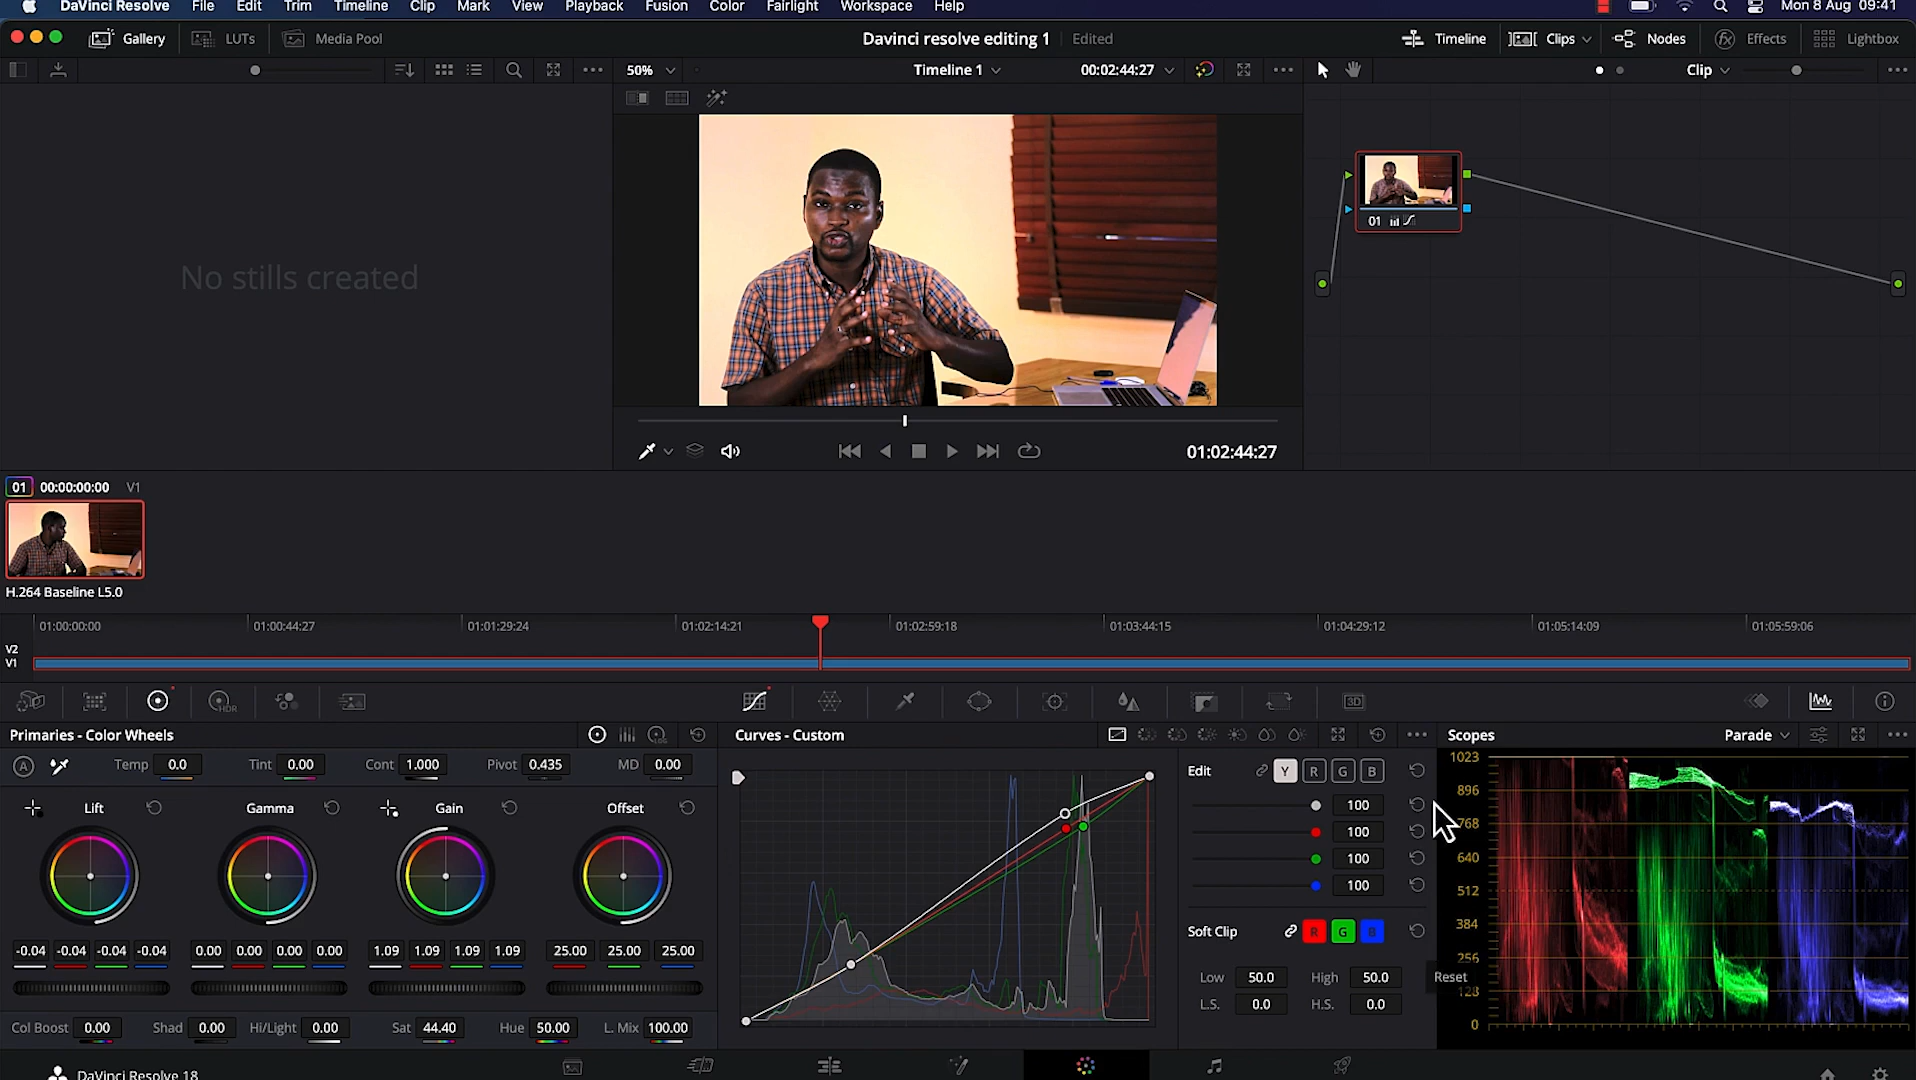 DaVinci Resolve File Edit Trim Timeline Clip Mark View Playback Fusion Color Fairlight Workspace Help Mon 8 Aug 09:41
Gallery LUTs Media Pool Davinci resolve editing 1 Edited Timeline Clips Nodes fx Effects Lightbox
50% Timeline 1 00:02:44:27 Clip
No stills created
01
01:02:44:27
01 00:00:00:00 V1
H.264 Baseline L5.0
01:00:00:00 01:00:44:27 01:01:29:24 01:02:14:21 01:02:59:18 01:03:44:15 01:04:29:12 01:05:14:09 01:05:59:06
V2
V1
HDR 3D
Primaries - Color Wheels LOG Curves - Custom Scopes Parade
A Temp 0.0 Tint 0.00 Cont 1.000 Pivot 0.435 MD 0.00
Lift Gamma Gain Offset
-0.04 -0.04 -0.04 -0.04 0.00 0.00 0.00 0.00 1.09 1.09 1.09 1.09 25.00 25.00 25.00
Col Boost 0.00 Shad 0.00 Hi/Light 0.00 Sat 44.40 Hue 50.00 L. Mix 100.00
Edit Y R G B
100
100
100
100
Soft Clip R G B
Low 50.0 High 50.0
L.S. 0.0 H.S. 0.0
Reset
1023
896
768
640
512
384
256
128
0
DaVinci Resolve 18